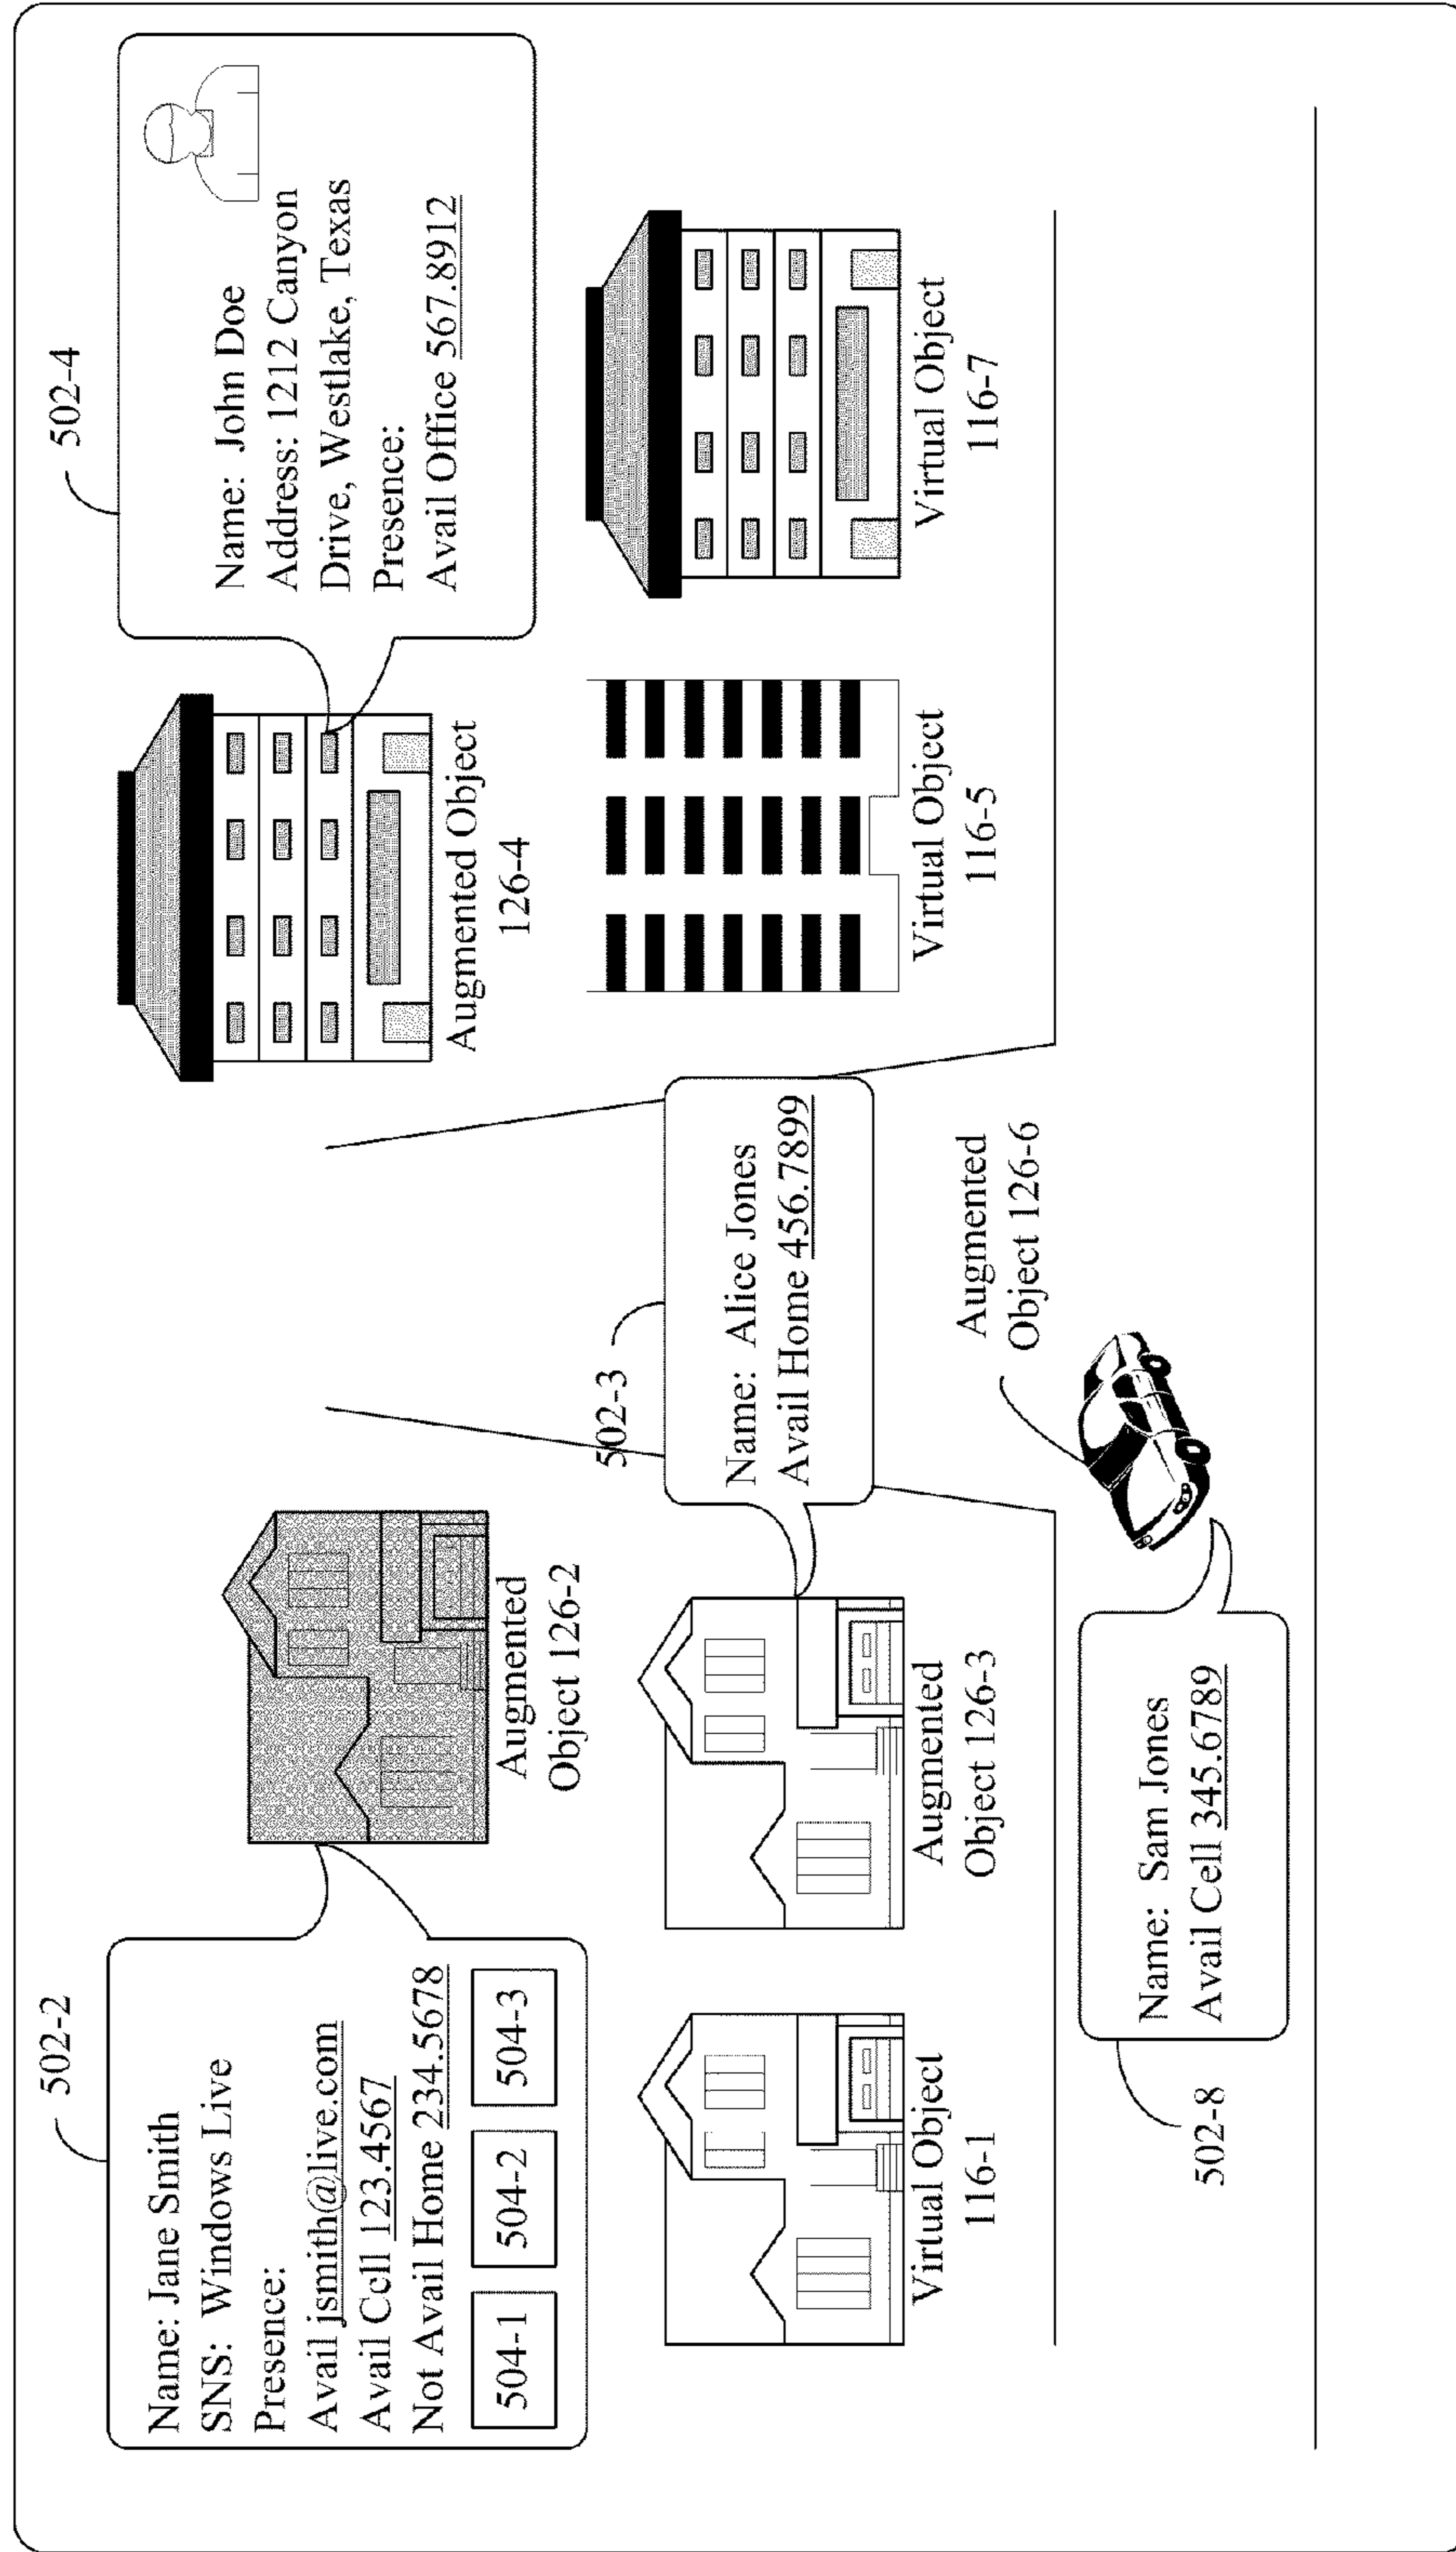 502-2
Name: Jane Smith
SNS: Windows Live
Presence:
Avail jsmith@live.com
Avail Cell 123.4567
Not Avail Home 234.5678
504-1
504-2
504-3
Augmented
Object 126-2
Augmented Object
126-4
502-4
Name: John Doe
Address: 1212 Canyon
Drive, Westlake, Texas
Presence:
Avail Office 567.8912
Virtual Object
116-1
Augmented
Object 126-3
502-3
Name: Alice Jones
Avail Home 456.7899
Virtual Object
116-5
Virtual Object
116-7
502-8
Name: Sam Jones
Avail Cell 345.6789
Augmented
Object 126-6